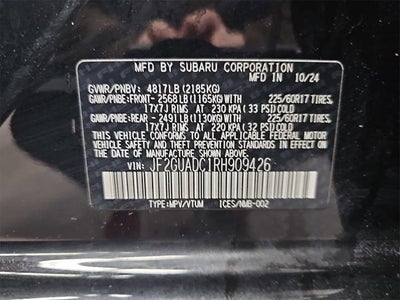 MFD. BY SUBARU CORPORATION    10/24
GVWR/PNBV: 4817LB (2185KG)
GAWR/PNBE:FRONT- 2568LB (1165KG)WITH 225/60R17 TIRES,
17X7J RIMS AT 230 KPA (33 PSI)COLD
GAWR/PNBE:REAR - 2491LB (1130KG)WITH 225/60R17 TIRES,
17X7J RIMS AT 220 KPA (32 PSI)COLD
THIS VEHICLE CONFORMS TO ALL APPLICABLE FEDERAL MOTOR
VEHICLE SAFETY AND THEFT PREVENTION STANDARDS IN
EFFECT ON THE DATE OF MANUFACTURE SHOWN ABOVE.
VIN: JF2GUADC1RH909426
TYPE:MPV/VTUM    ICES/NMB-002